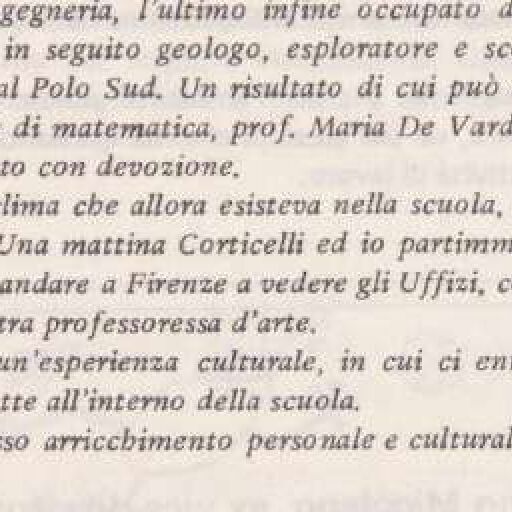 gegneria, l'ultimo infine occupato d
in seguito geologo, esploratore e sc
al Polo Sud. Un risultato di cui può
di matematica, prof. Maria De Vard
to con devozione.
clima che allora esisteva nella scuola,
Una mattina Corticelli ed io partimm
andare a Firenze a vedere gli Uffizi, c
tra professoressa d'arte.
un'esperienza culturale, in cui ci en
tte all'interno della scuola.
sso arricchimento personale e cultural